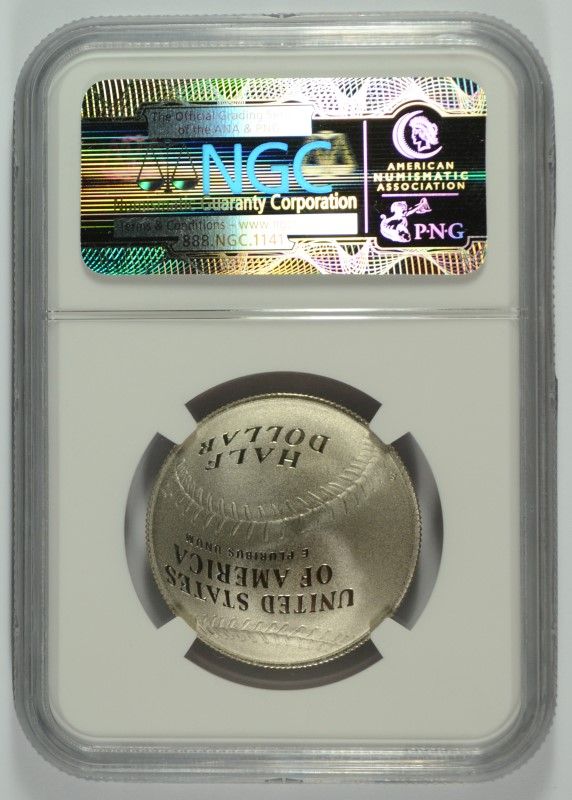 The Official Grading Se
of the ANA & PNG
NGC
Numismatic Guaranty Corporation
Terms & Conditions – www.
888.NGC.1141
AMERICAN
NUMISMATIC
ASSOCIATION
P·N·G
HALF
DOLLAR
E PLURIBUS UNUM
UNITED STATES
OF AMERICA